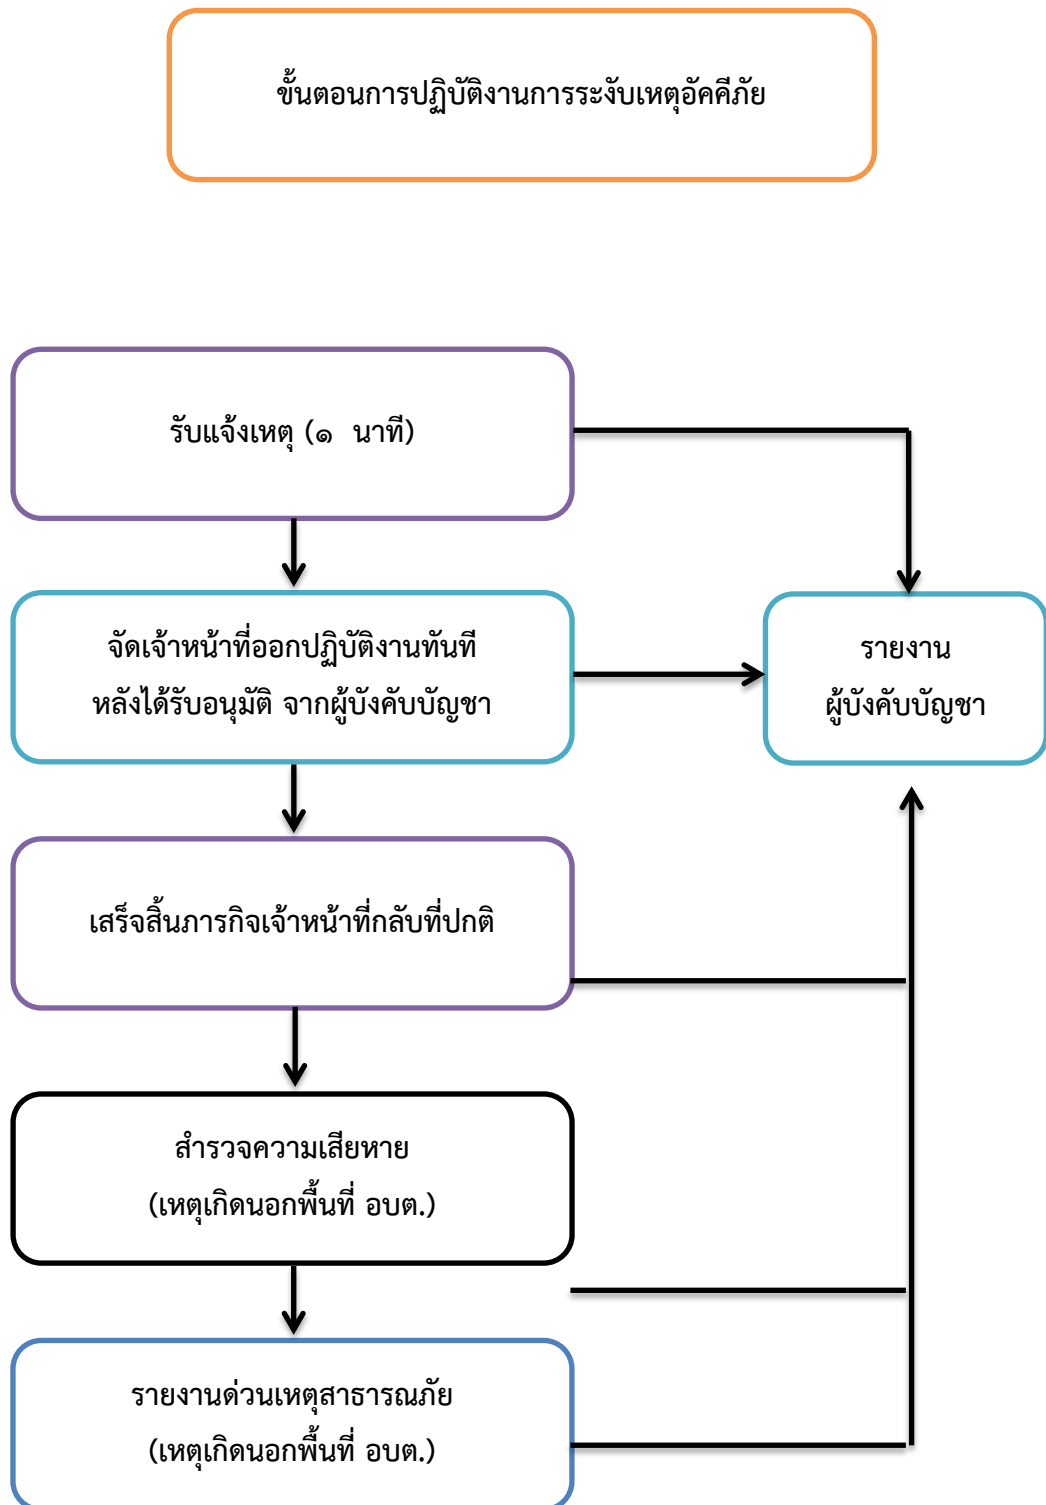 ขั้นตอนการปฏิบัติงานการระงับเหตุอัคคีภัย
รับแจ้งเหตุ (๑ นาที)
จัดเจ้าหน้าที่ออกปฏิบัติงานทันที
หลังได้รับอนุมัติ จากผู้บังคับบัญชา
รายงาน
ผู้บังคับบัญชา
เสร็จสิ้นภารกิจเจ้าหน้าที่กลับที่ปกติ
สำรวจความเสียหาย
(เหตุเกิดนอกพื้นที่ อบต.)
รายงานด่วนเหตุสาธารณภัย
(เหตุเกิดนอกพื้นที่ อบต.)